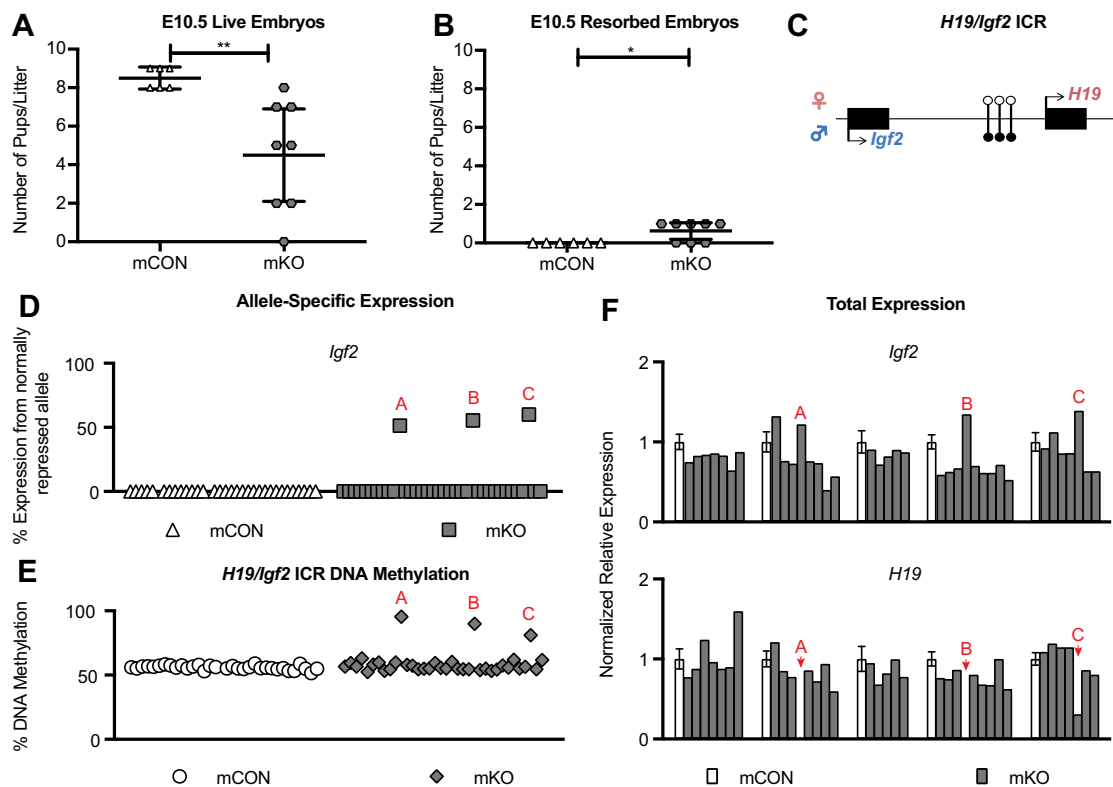 A
E10.5 Live Embryos
**
Number of Pups/Litter
10
8
6
4
2
0
mCON
mKO
B
E10.5 Resorbed Embryos
*
Number of Pups/Litter
10
8
6
4
2
0
mCON
mKO
C
H19/Igf2 ICR
♀
♂
H19
Igf2
D
Allele-Specific Expression
Igf2
% Expression from normally
repressed allele
100
50
0
A
B
C
mCON
mKO
E
H19/Igf2 ICR DNA Methylation
% DNA Methylation
100
50
0
A
B
C
mCON
mKO
F
Total Expression
Normalized Relative Expression
Igf2
2
1
0
A
B
C
H19
2
1
0
A
B
C
mCON
mKO